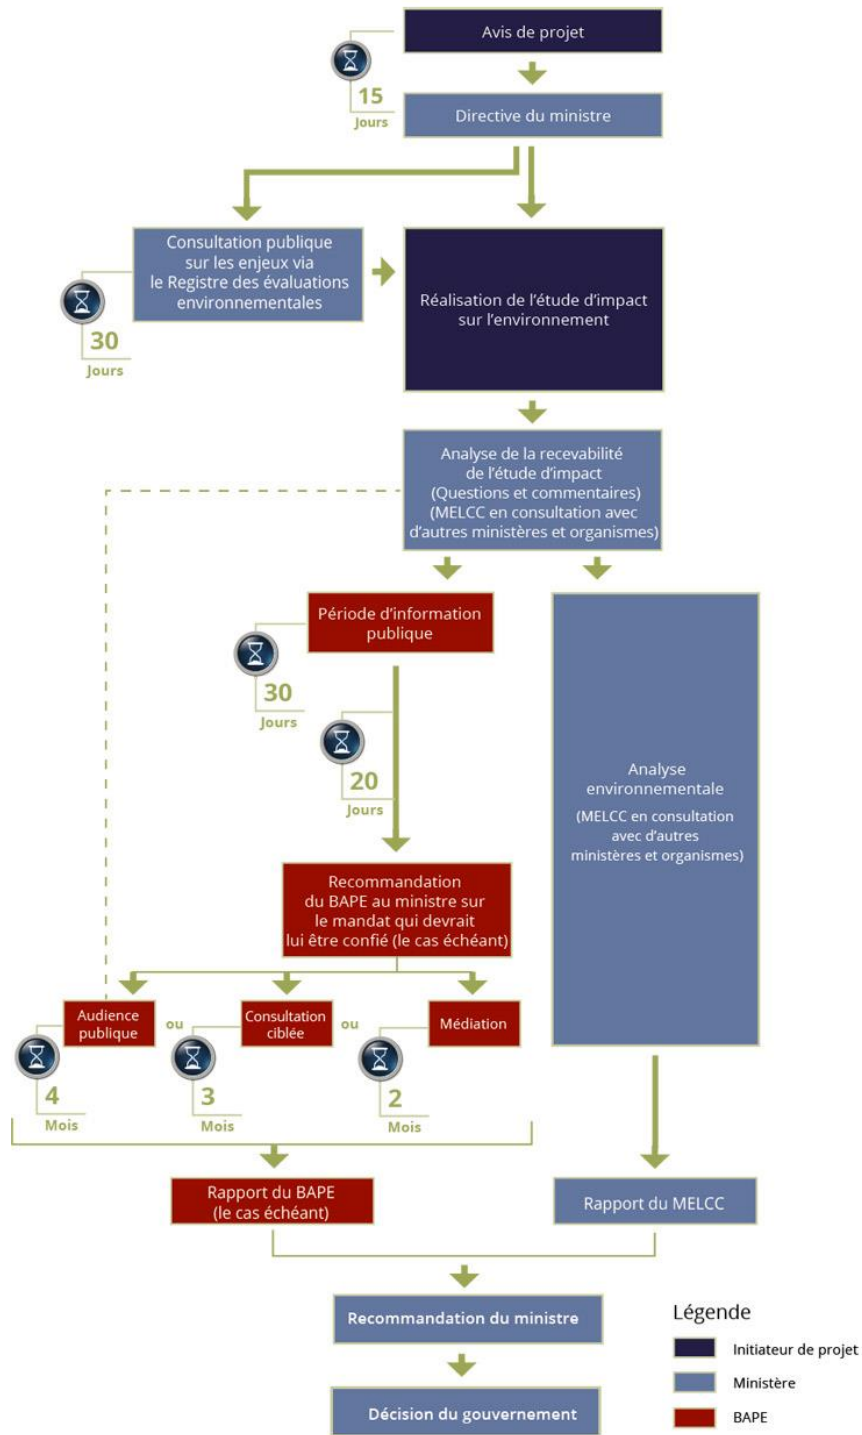 Avis de projet
15
Jours
Directive du ministre
Consultation publique
sur les enjeux via
le Registre des évaluations
environnementales
30
Jours
Réalisation de l’étude d’impact
sur l’environnement
Analyse de la recevabilité
de l’étude d’impact
(Questions et commentaires)
(MELCC en consultation avec
d’autres ministères et organismes)
Période d’information
publique
30
Jours
20
Jours
Analyse
environnementale
(MELCC en consultation
avec d’autres
ministères et organismes)
Recommandation
du BAPE au ministre sur
le mandat qui devrait
lui être confié (le cas échéant)
Audience
publique
ou
Consultation
ciblée
ou
Médiation
4
Mois
3
Mois
2
Mois
Rapport du BAPE
(le cas échéant)
Rapport du MELCC
Recommandation du ministre
Décision du gouvernement
Légende
Initiateur de projet
Ministère
BAPE